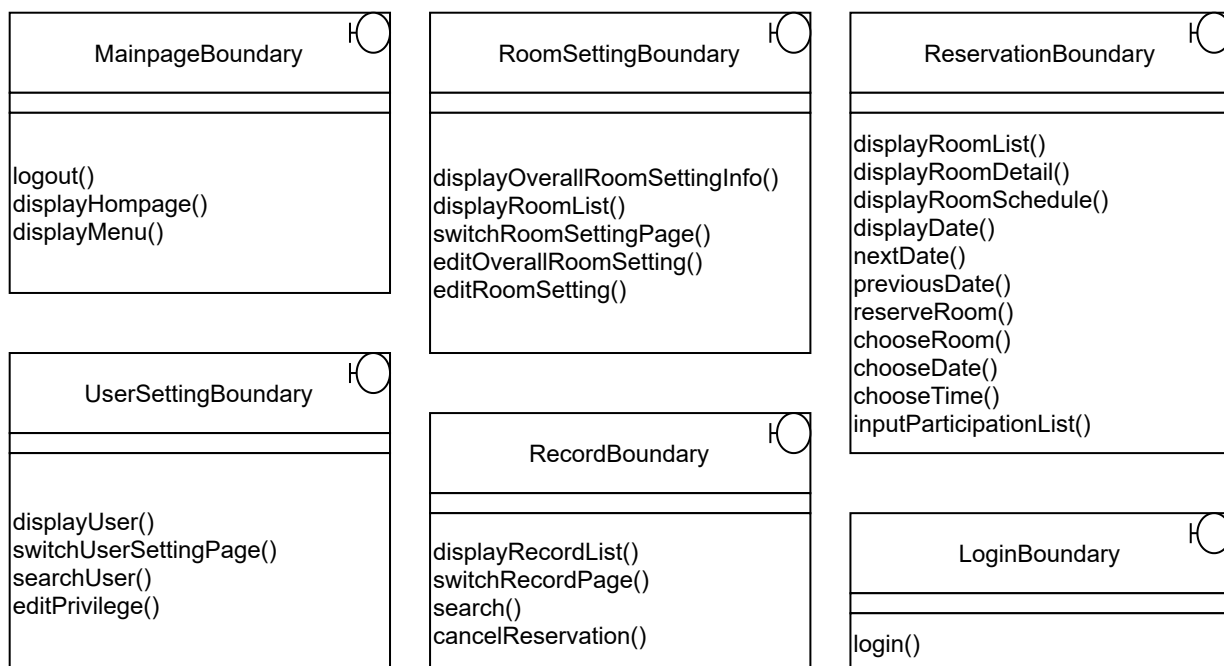 MainpageBoundary
logout()
displayHompage()
displayMenu()
RoomSettingBoundary
displayOverallRoomSettingInfo()
displayRoomList()
switchRoomSettingPage()
editOverallRoomSetting()
editRoomSetting()
ReservationBoundary
displayRoomList()
displayRoomDetail()
displayRoomSchedule()
displayDate()
nextDate()
previousDate()
reserveRoom()
chooseRoom()
chooseDate()
chooseTime()
inputParticipationList()
UserSettingBoundary
displayUser()
switchUserSettingPage()
searchUser()
editPrivilege()
RecordBoundary
displayRecordList()
switchRecordPage()
search()
cancelReservation()
LoginBoundary
login()